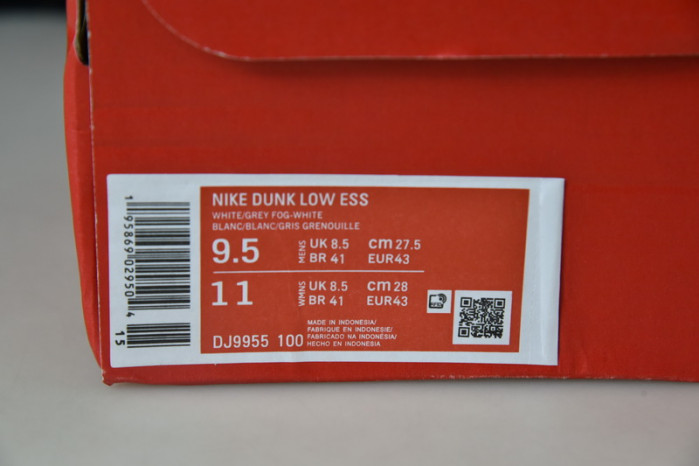 NIKE DUNK LOW ESS
WHITE/GREY FOG-WHITE
BLANC/BLANC/GRIS GRENOUILLE
9.5 MENS UK 8.5 cm 27.5
BR 41 EUR43
11 WMNS UK 8.5 cm 28
BR 41 EUR43
DJ9955 100
MADE IN INDONESIA/
FABRIQUE EN INDONESIE/
FABRICADO NA INDONESIA/
HECHO EN INDONESIA
1 95869 02950 4
15